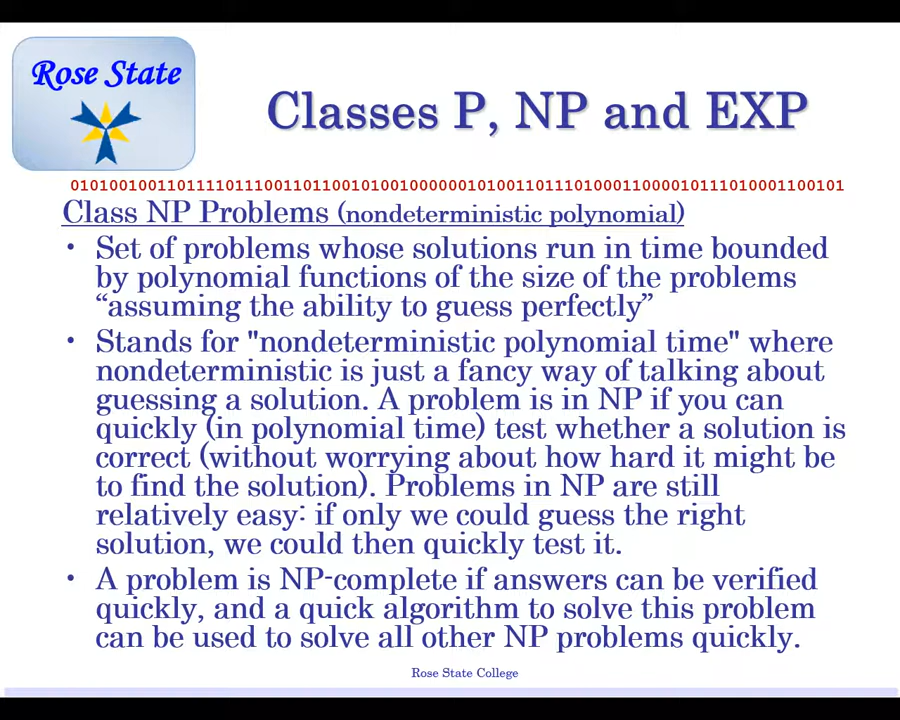 Rose State
Classes P, NP and EXP
0101001001101111011100110110010100100000010100110111010001100001011101000110​0101
Class NP Problems (nondeterministic polynomial)
• Set of problems whose solutions run in time bounded
by polynomial functions of the size of the problems
“assuming the ability to guess perfectly”
• Stands for "nondeterministic polynomial time" where
nondeterministic is just a fancy way of talking about
guessing a solution. A problem is in NP if you can
quickly (in polynomial time) test whether a solution is
correct (without worrying about how hard it might be
to find the solution). Problems in NP are still
relatively easy: if only we could guess the right
solution, we could then quickly test it.
• A problem is NP-complete if answers can be verified
quickly, and a quick algorithm to solve this problem
can be used to solve all other NP problems quickly.
Rose State College